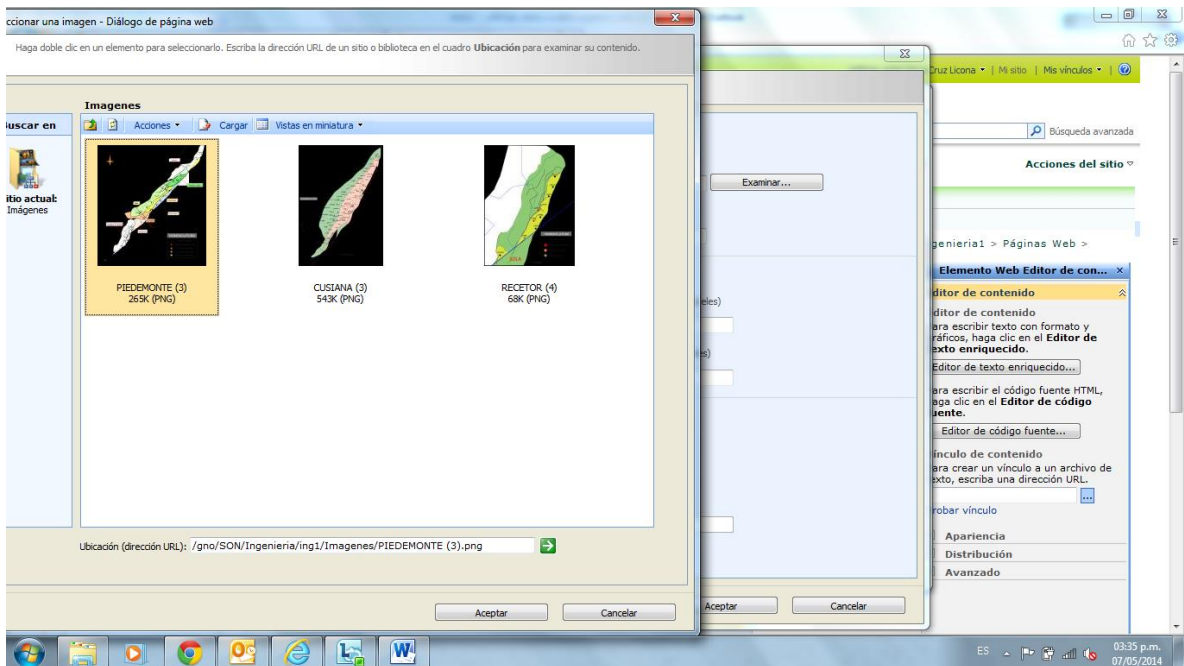 ccionar una imagen - Diálogo de página web
Haga doble clic en un elemento para seleccionarlo. Escriba la dirección URL de un sitio o biblioteca en el cuadro Ubicación para examinar su contenido.
Imagenes
Buscar en
Acciones
Cargar
Vistas en miniatura
itio actual:
Imágenes
PIEDEMONTE (3)
265K (PNG)
CUSIANA (3)
543K (PNG)
RECETOR (4)
68K (PNG)
Ubicación (dirección URL): /gno/SON/Ingenieria/ing1/Imagenes/PIEDEMONTE (3).png
Aceptar
Cancelar
Examinar...
eles)
es)
Aceptar
Cancelar
Cruz Licona | Mi sitio | Mis vínculos
Búsqueda avanzada
Acciones del sitio
genieria1 > Páginas Web >
Elemento Web Editor de con... ×
ditor de contenido
ditor de contenido
ara escribir texto con formato y
ráficos, haga clic en el Editor de
exto enriquecido.
Editor de texto enriquecido...
ara escribir el código fuente HTML,
aga clic en el Editor de código
uente.
Editor de código fuente...
ínculo de contenido
ara crear un vínculo a un archivo de
exto, escriba una dirección URL.
...
robar vínculo
Apariencia
Distribución
Avanzado
ES
03:35 p.m.
07/05/2014